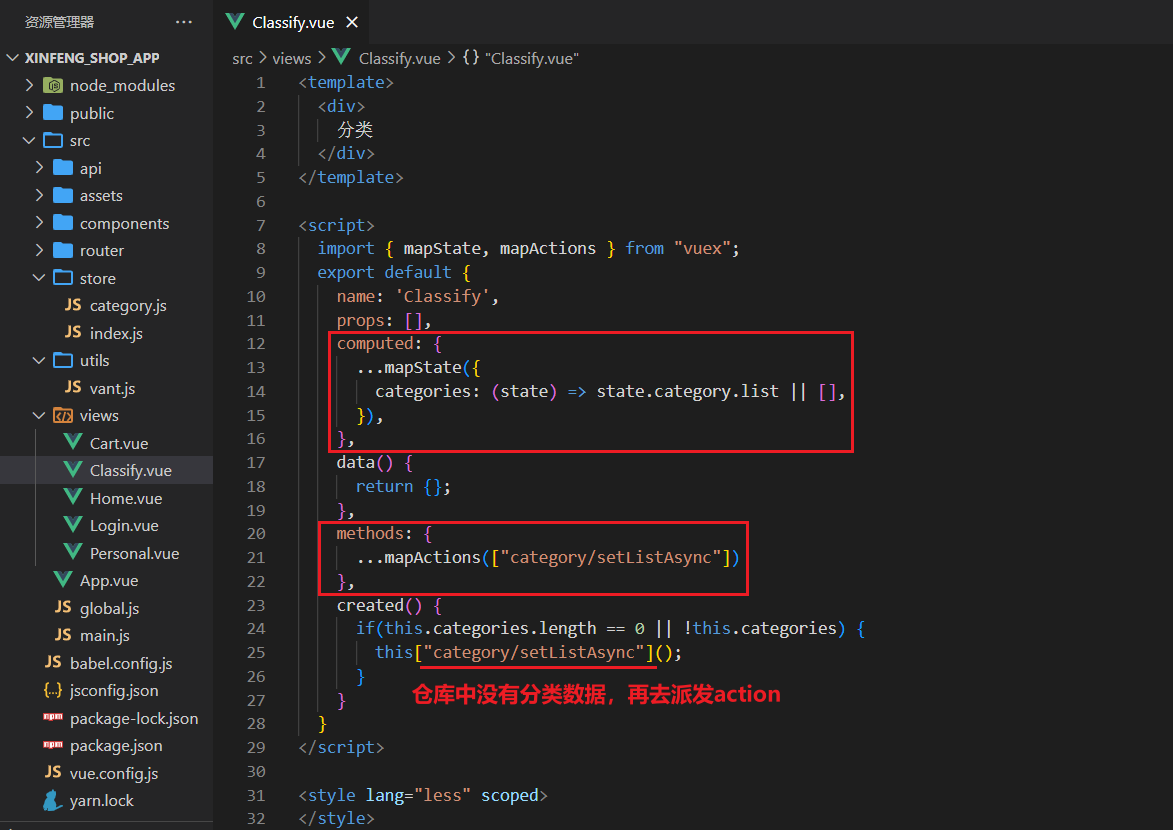 资源管理器 ···
XINFENG_SHOP_APP
node_modules
public
src
api
assets
components
router
store
JS category.js
JS index.js
utils
JS vant.js
views
Cart.vue
Classify.vue
Home.vue
Login.vue
Personal.vue
App.vue
JS global.js
JS main.js
JS babel.config.js
{..} jsconfig.json
npm package-lock.json
npm package.json
JS vue.config.js
yarn.lock
Classify.vue ×
src > views > Classify.vue > {} "Classify.vue"
1 <template>
2 <div>
3 分类
4 </div>
5 </template>
6
7 <script>
8 import { mapState, mapActions } from "vuex";
9 export default {
10 name: 'Classify',
11 props: [],
12 computed: {
13 ...mapState({
14 categories: (state) => state.category.list || [],
15 }),
16 },
17 data() {
18 return {};
19 },
20 methods: {
21 ...mapActions(["category/setListAsync"])
22 },
23 created() {
24 if(this.categories.length == 0 || !this.categories) {
25 this["category/setListAsync"]();
26 }
仓库中没有分类数据，再去派发action
27 }
28 }
29 </script>
30
31 <style lang="less" scoped>
32 </style>